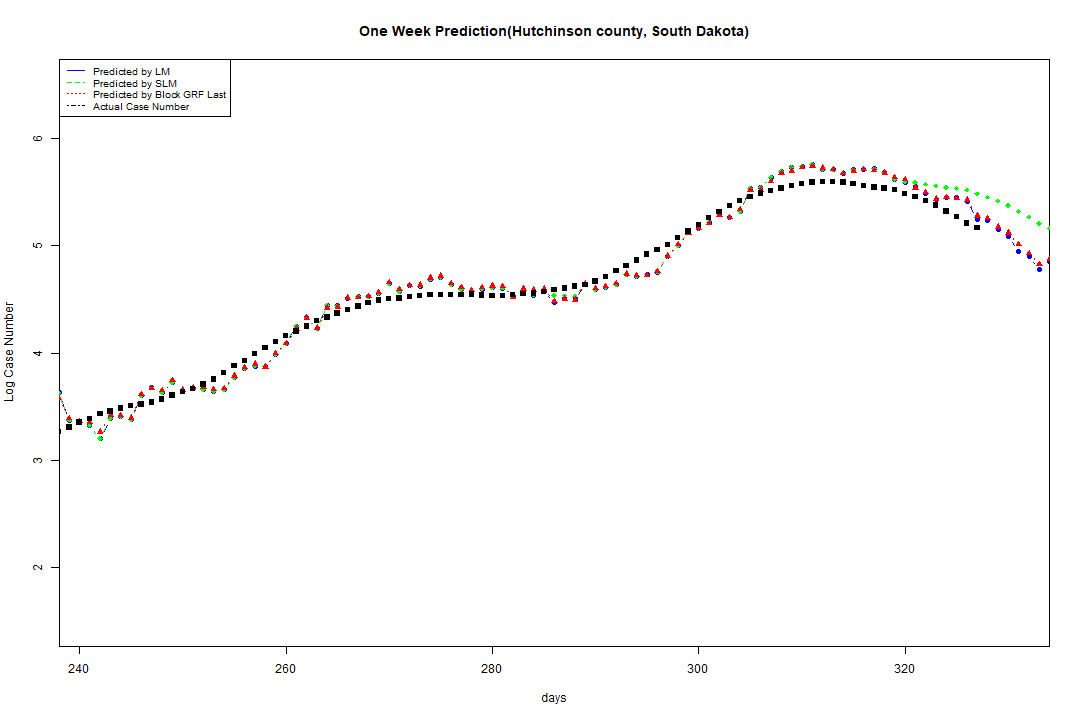 One Week Prediction(Hutchinson county, South Dakota)
Predicted by LM
Predicted by SLM
Predicted by Block GRF Last
Actual Case Number
6
5
4
3
2
Log Case Number
240 260 280 300 320
days